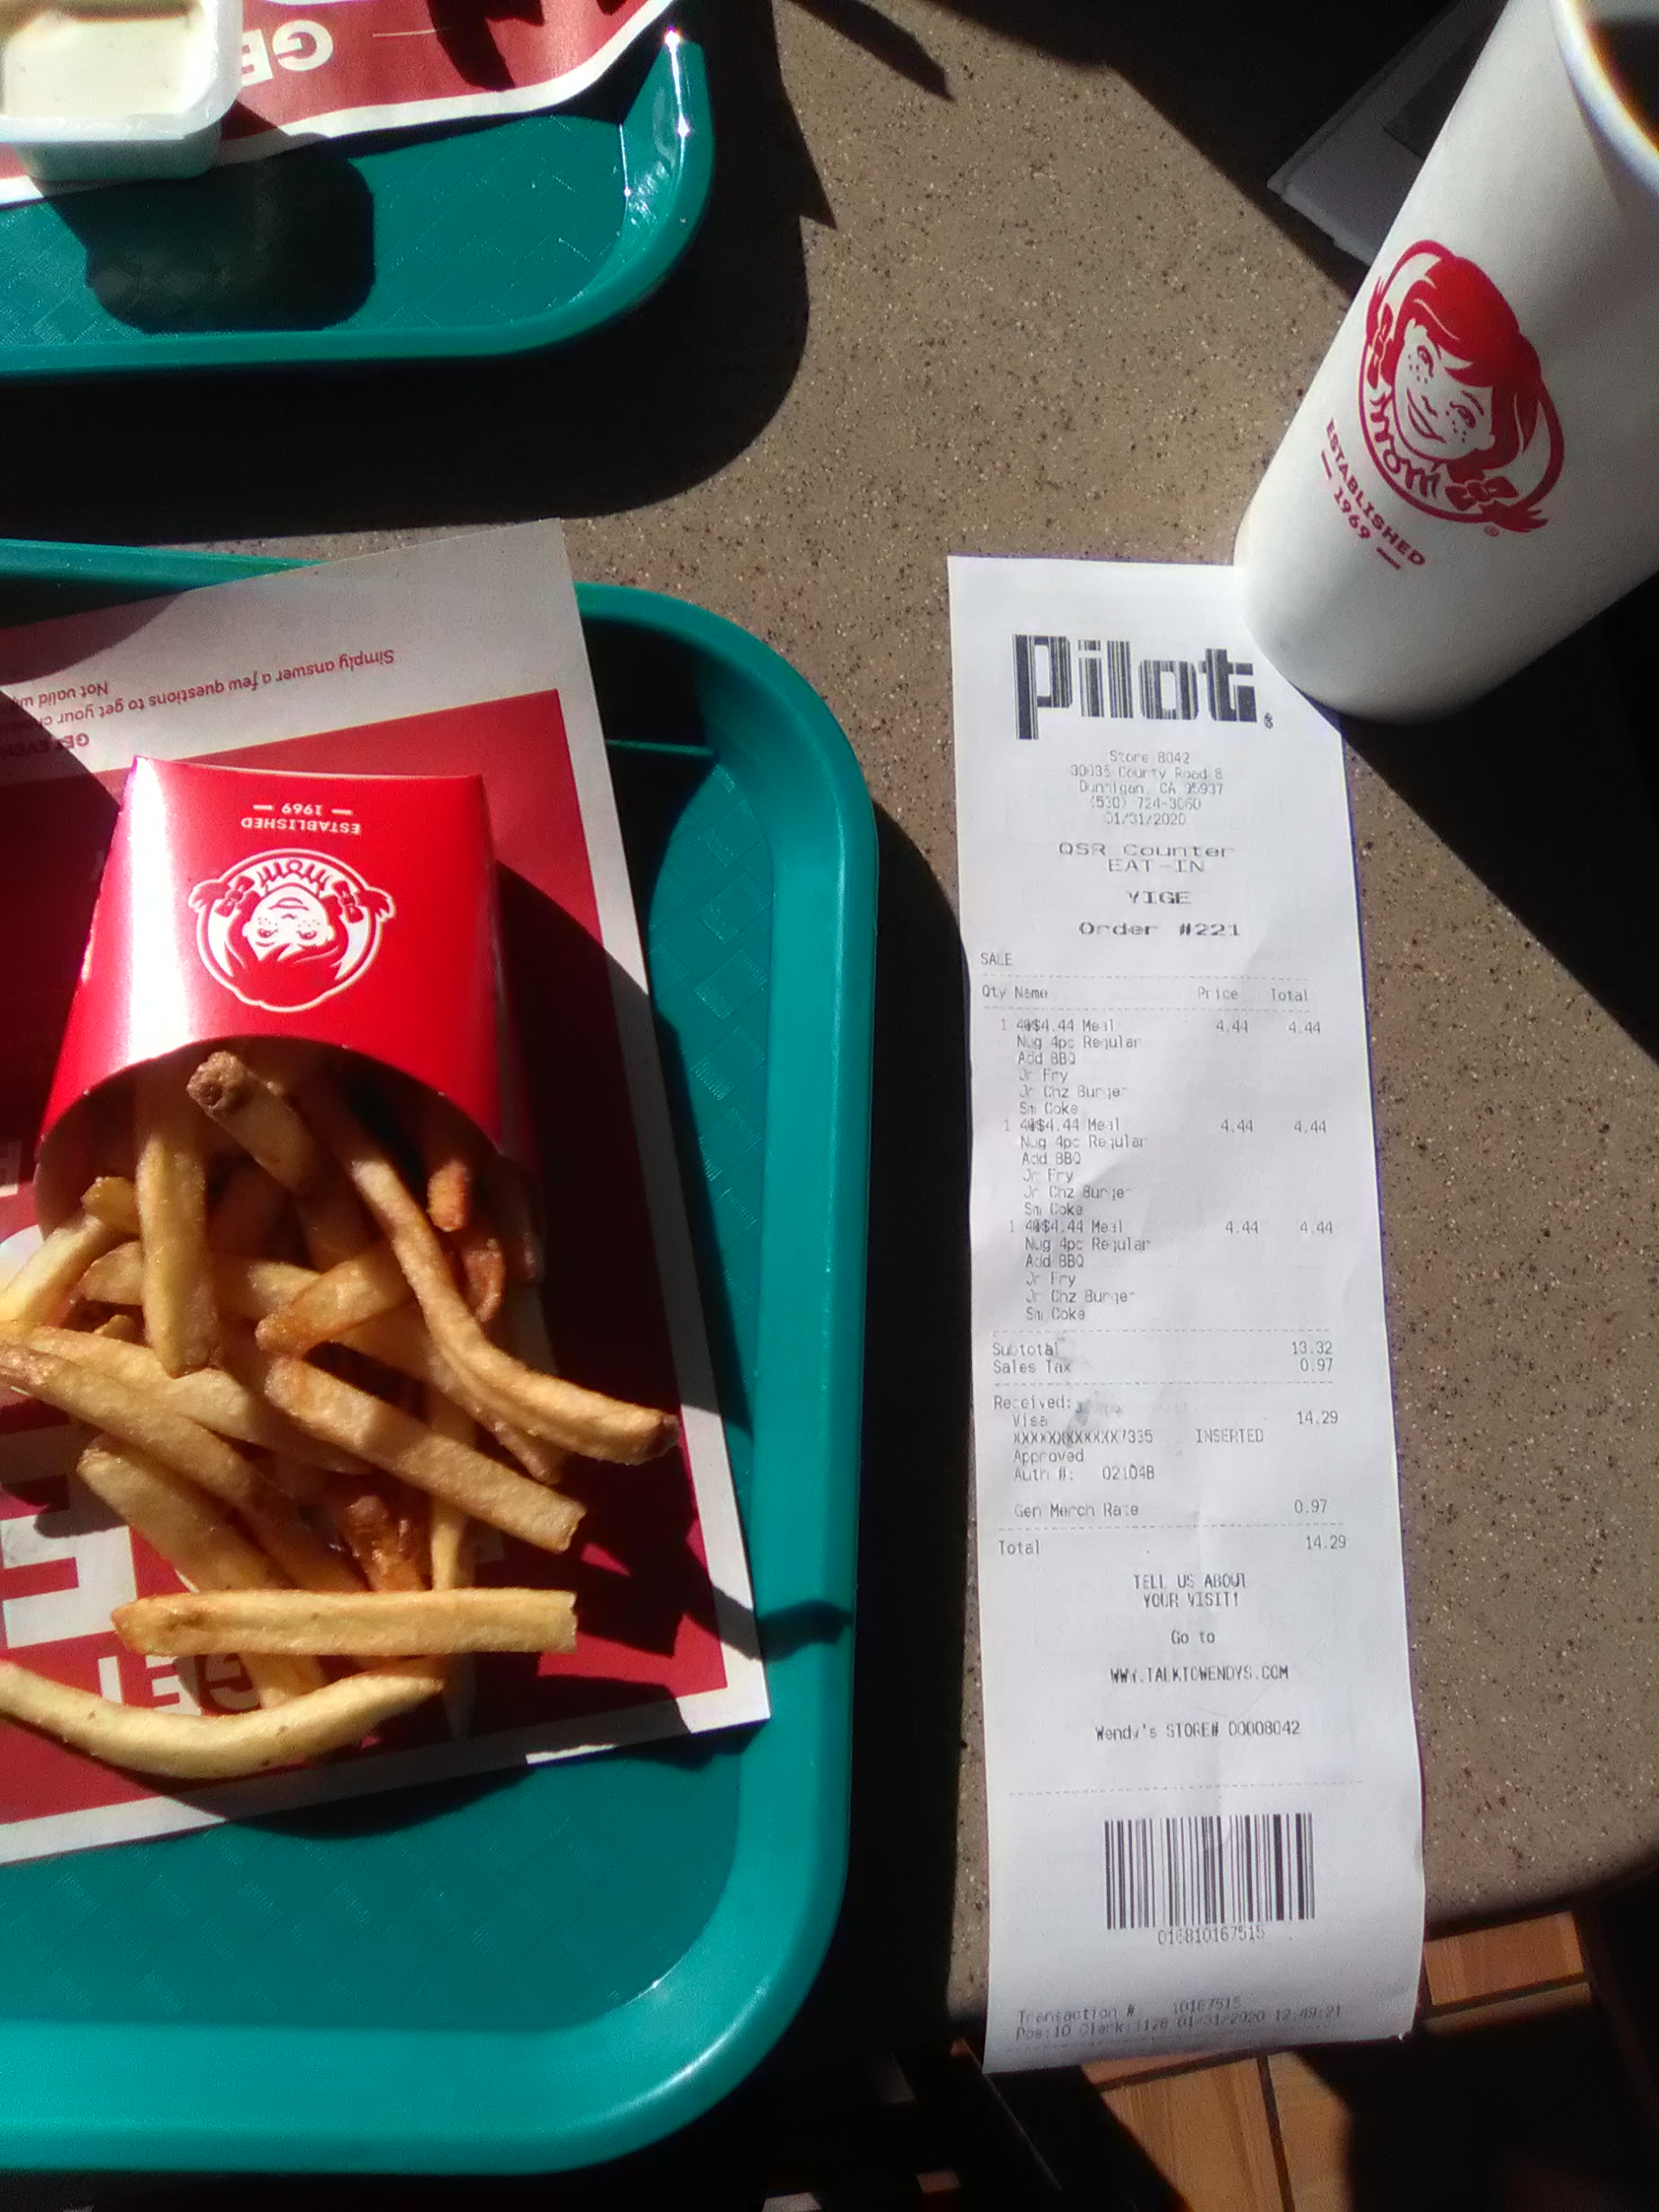 GE
ESTABLISHED
— 1969 —
Simply answer a few questions to get your
Not valid
ESTABLISHED
— 1969 —
GE
Pilot®
Store 8042
30035 County Road 8
Dunnigan, CA 95937
(530) 724-3060
01/31/2020
QSR Counter
EAT-IN
YIGE
Order #221
SALE
Qty Name Price Total
1 4@$4.44 Meal 4.44 4.44
Nug 4pc Regular
Add BBQ
Jr Fry
Jr Chz Burger
Sm Coke
1 4@$4.44 Meal 4.44 4.44
Nug 4pc Regular
Add BBQ
Jr Fry
Jr Chz Burger
Sm Coke
1 4@$4.44 Meal 4.44 4.44
Nug 4pc Regular
Add BBQ
Jr Fry
Jr Chz Burger
Sm Coke
Subtotal 13.32
Sales Tax 0.97
Received:
Visa 14.29
XXXXXXXXXXXX7335 INSERTED
Approved
Auth #: 02104B
Gen Merch Rate 0.97
Total 14.29
TELL US ABOUT
YOUR VISIT!
Go to
WWW.TALKTOWENDYS.COM
Wendy's STORE# 00008042
010810167515
Transaction # 10167515
Pos:10 Clerk: 01/31/2020 12:49:21